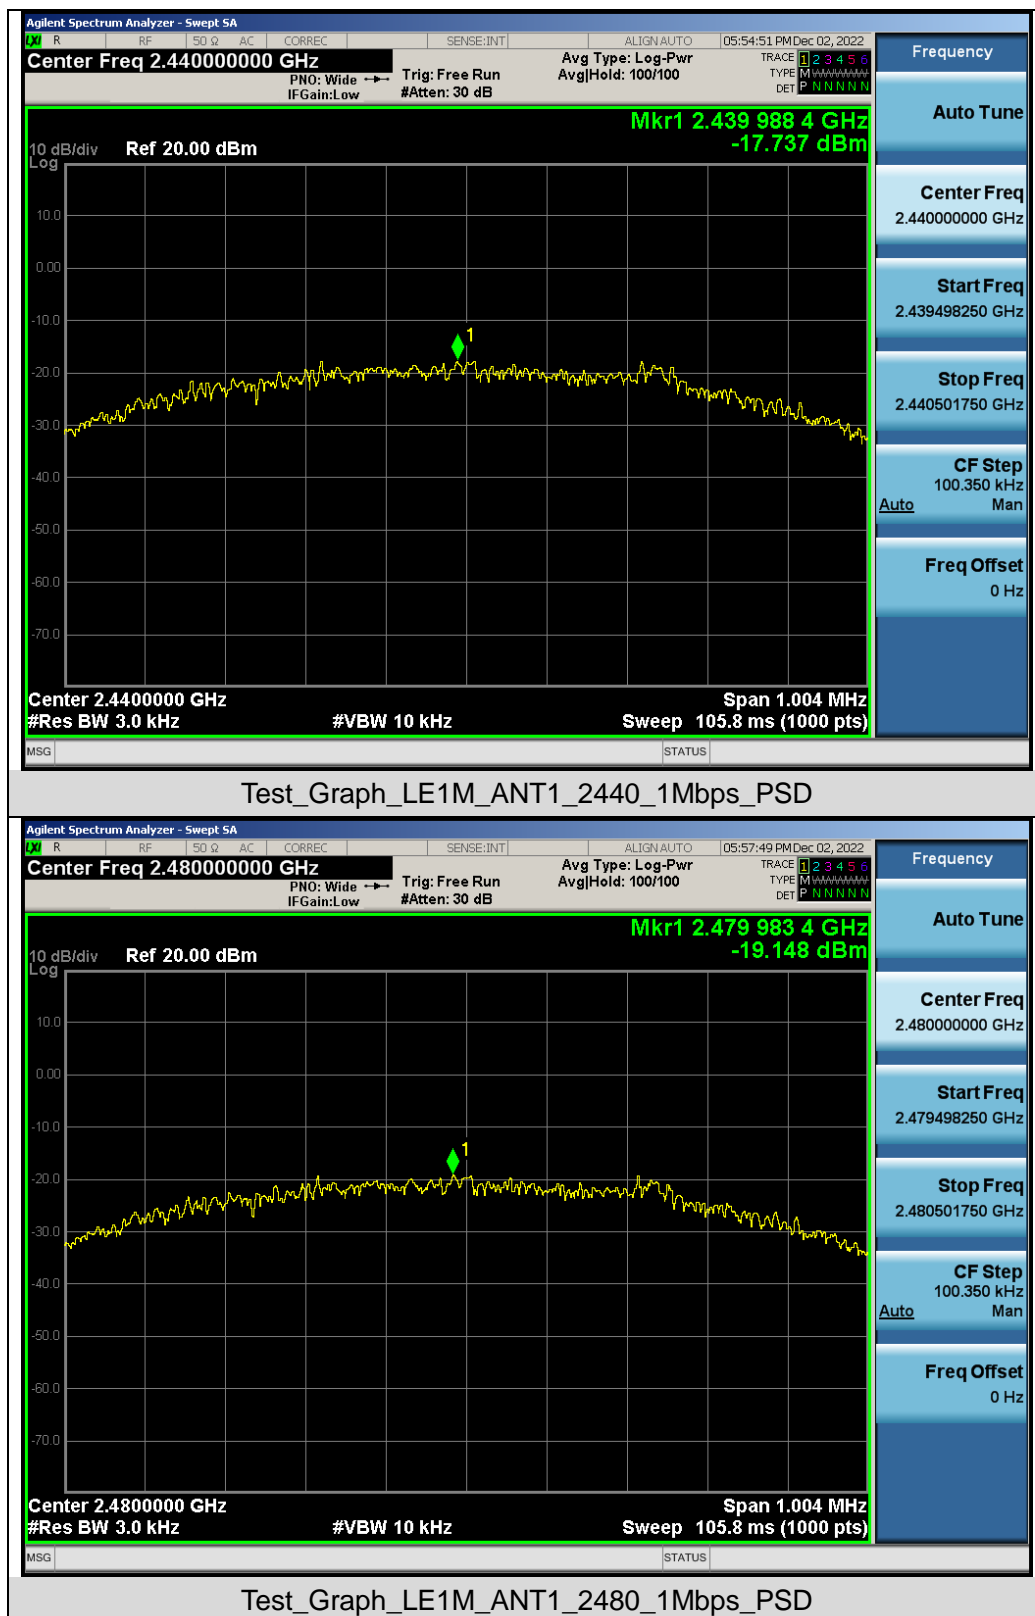 Agilent Spectrum Analyzer - Swept SA
LXI R RF 50 Ω AC CORREC SENSE:INT ALIGNAUTO 05:54:51 PM Dec 02, 2022
Center Freq 2.440000000 GHz
PNO: Wide
IFGain:Low
Trig: Free Run
#Atten: 30 dB
Avg Type: Log-Pwr
Avg|Hold: 100/100
TRACE 1 2 3 4 5 6
TYPE M WWWWW
DET P N N N N N
Mkr1 2.439 988 4 GHz
-17.737 dBm
10 dB/div Ref 20.00 dBm
Log
10.0
0.00
-10.0
-20.0
-30.0
-40.0
-50.0
-60.0
-70.0
1
Center 2.4400000 GHz Span 1.004 MHz
#Res BW 3.0 kHz #VBW 10 kHz Sweep 105.8 ms (1000 pts)
MSG STATUS
Frequency
Auto Tune
Center Freq
2.440000000 GHz
Start Freq
2.439498250 GHz
Stop Freq
2.440501750 GHz
CF Step
100.350 kHz
Auto Man
Freq Offset
0 Hz
Test_Graph_LE1M_ANT1_2440_1Mbps_PSD
Agilent Spectrum Analyzer - Swept SA
LXI R RF 50 Ω AC CORREC SENSE:INT ALIGNAUTO 05:57:49 PM Dec 02, 2022
Center Freq 2.480000000 GHz
PNO: Wide
IFGain:Low
Trig: Free Run
#Atten: 30 dB
Avg Type: Log-Pwr
Avg|Hold: 100/100
TRACE 1 2 3 4 5 6
TYPE M WWWWW
DET P N N N N N
Mkr1 2.479 983 4 GHz
-19.148 dBm
10 dB/div Ref 20.00 dBm
Log
10.0
0.00
-10.0
-20.0
-30.0
-40.0
-50.0
-60.0
-70.0
1
Center 2.4800000 GHz Span 1.004 MHz
#Res BW 3.0 kHz #VBW 10 kHz Sweep 105.8 ms (1000 pts)
MSG STATUS
Frequency
Auto Tune
Center Freq
2.480000000 GHz
Start Freq
2.479498250 GHz
Stop Freq
2.480501750 GHz
CF Step
100.350 kHz
Auto Man
Freq Offset
0 Hz
Test_Graph_LE1M_ANT1_2480_1Mbps_PSD